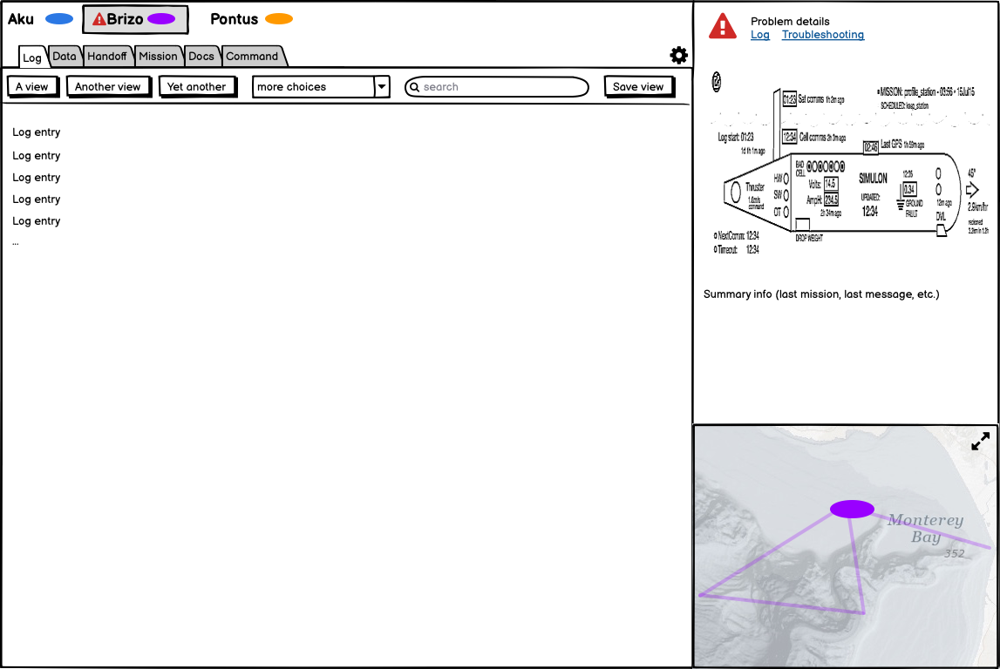 Aku
Brizo
Pontus
Log
Data
Handoff
Mission
Docs
Command
A view
Another view
Yet another
more choices
search
Save view
Log entry
Log entry
Log entry
Log entry
Log entry
...
Problem details
Log Troubleshooting
MISSION: profile_station - 03:56 • 15Jul15
SCHEDULED: keep_station
01:23 Sat comms 1h 2m ago
12:34 Cell comms 2h 3m ago
Log start: 01:23
1d 1h 1m ago
02:46 Last GPS 1h 59m ago
BAD
CELL
Thruster
1.0m/s
command
HW
SW
OT
Volts: 14.5
AmpH: 234.5
2h 34m ago
SIMULON
UPDATED:
12:34
12:35
0.34
GROUND
FAULT
12m ago
DVL
45°
2.9km/hr
reckoned
3.2km in 1.2h
NextComm: 12:34
Timeout: 12:34
DROP WEIGHT
Summary info (last mission, last message, etc.)
Monterey
Bay
352